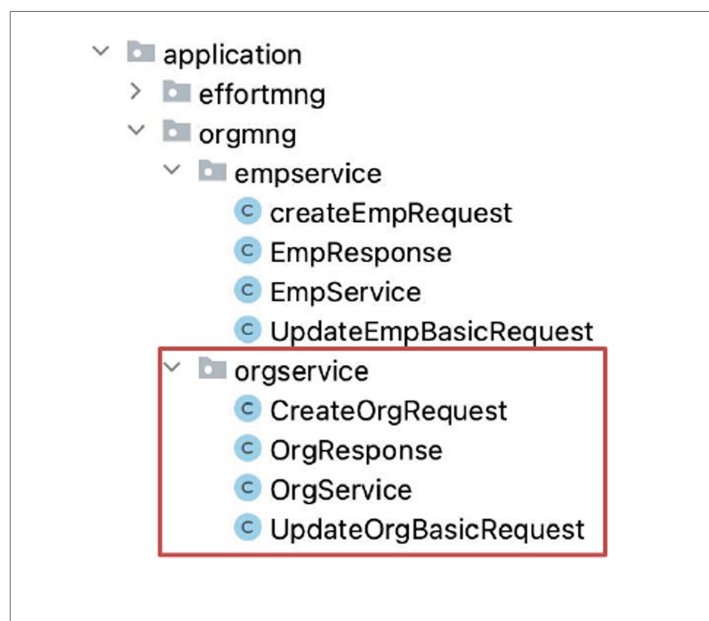 application
effortmng
orgmng
empservice
C createEmpRequest
C EmpResponse
C EmpService
C UpdateEmpBasicRequest
orgservice
C CreateOrgRequest
C OrgResponse
C OrgService
C UpdateOrgBasicRequest